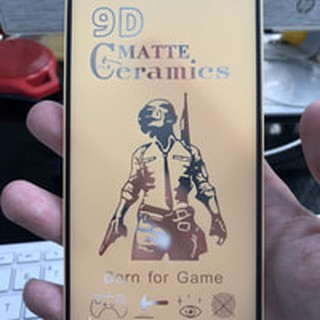 9D
MATTE
Ceramics
Born for Game